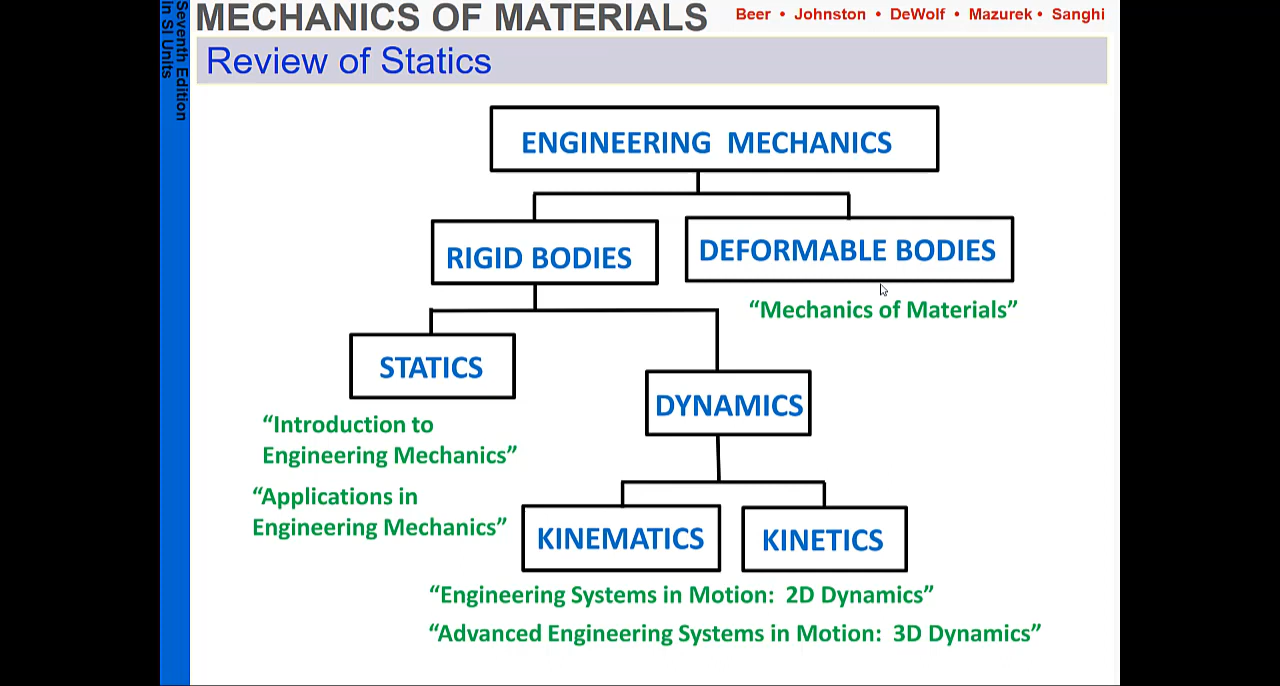 Seventh Edition
in SI Units
MECHANICS OF MATERIALS
Beer • Johnston • DeWolf • Mazurek • Sanghi
Review of Statics
ENGINEERING MECHANICS
RIGID BODIES
DEFORMABLE BODIES
“Mechanics of Materials”
STATICS
DYNAMICS
“Introduction to
Engineering Mechanics”
“Applications in
Engineering Mechanics”
KINEMATICS
KINETICS
“Engineering Systems in Motion: 2D Dynamics”
“Advanced Engineering Systems in Motion: 3D Dynamics”